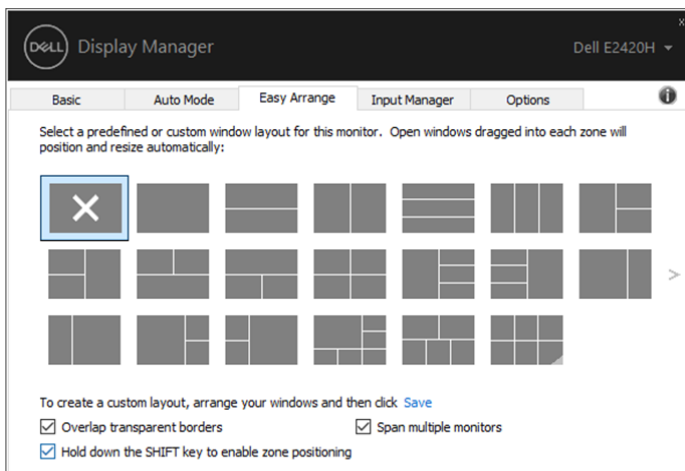 DELL Display Manager
Dell E2420H
Basic
Auto Mode
Easy Arrange
Input Manager
Options
Select a predefined or custom window layout for this monitor. Open windows dragged into each zone will
position and resize automatically:
To create a custom layout, arrange your windows and then click Save
Overlap transparent borders
Span multiple monitors
Hold down the SHIFT key to enable zone positioning